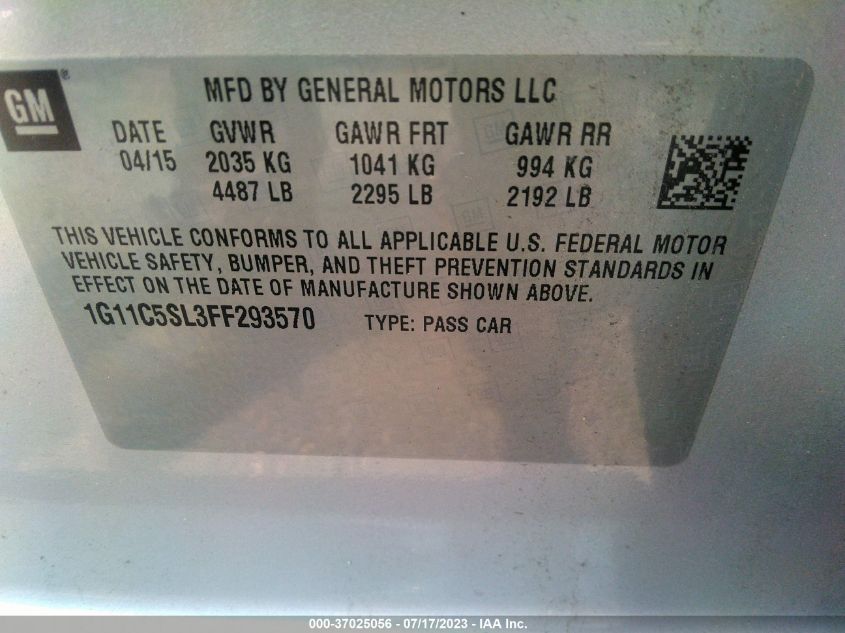 GM®
MFD BY GENERAL MOTORS LLC
DATE GVWR GAWR FRT GAWR RR
04/15 2035 KG 1041 KG 994 KG
4487 LB 2295 LB 2192 LB
THIS VEHICLE CONFORMS TO ALL APPLICABLE U.S. FEDERAL MOTOR
VEHICLE SAFETY, BUMPER, AND THEFT PREVENTION STANDARDS IN
EFFECT ON THE DATE OF MANUFACTURE SHOWN ABOVE.
1G11C5SL3FF293570 TYPE: PASS CAR
000-37025056 - 07/17/2023 - IAA Inc.